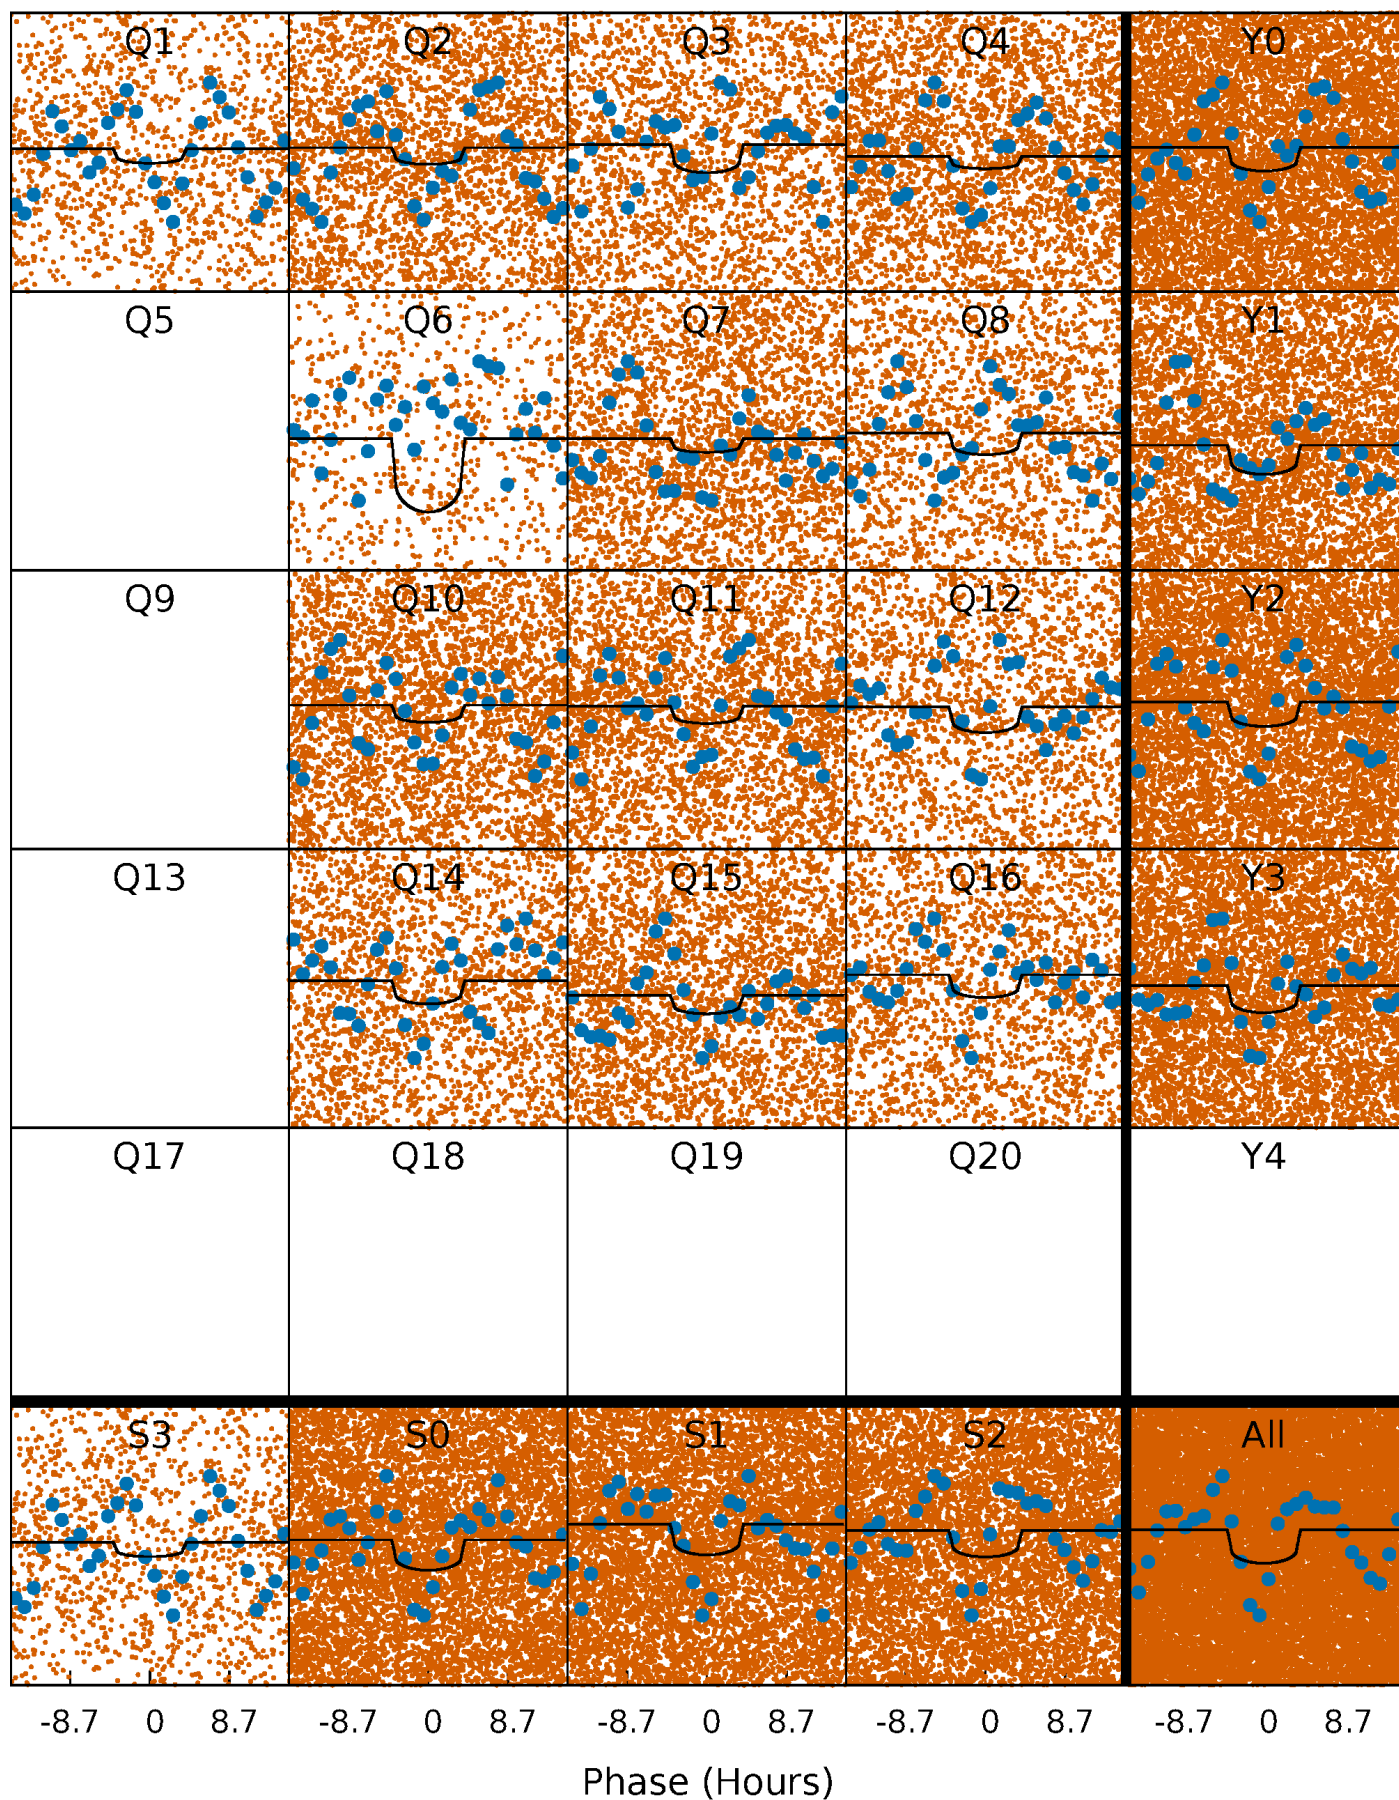 Q1 Q2 Q3 Q4 Y0
Q5 Q6 Q7 Q8 Y1
Q9 Q10 Q11 Q12 Y2
Q13 Q14 Q15 Q16 Y3
Q17 Q18 Q19 Q20 Y4
S3 S0 S1 S2 All
-8.7 0 8.7 -8.7 0 8.7 -8.7 0 8.7 -8.7 0 8.7 -8.7 0 8.7
Phase (Hours)